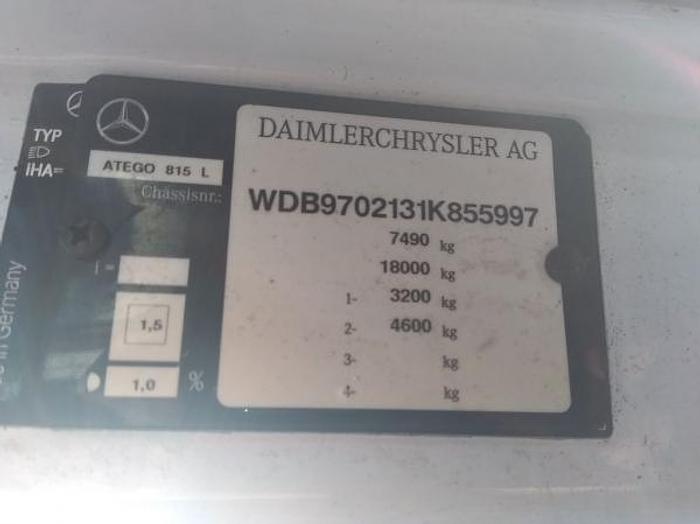 DAIMLERCHRYSLER AG
TYP
ATEGO 815 L
IHA=
Chassisnr.:
WDB9702131K855997
7490 kg
18000 kg
1- 3200 kg
2- 4600 kg
3- kg
4- kg
i =
1,5
1,0 %
in Germany